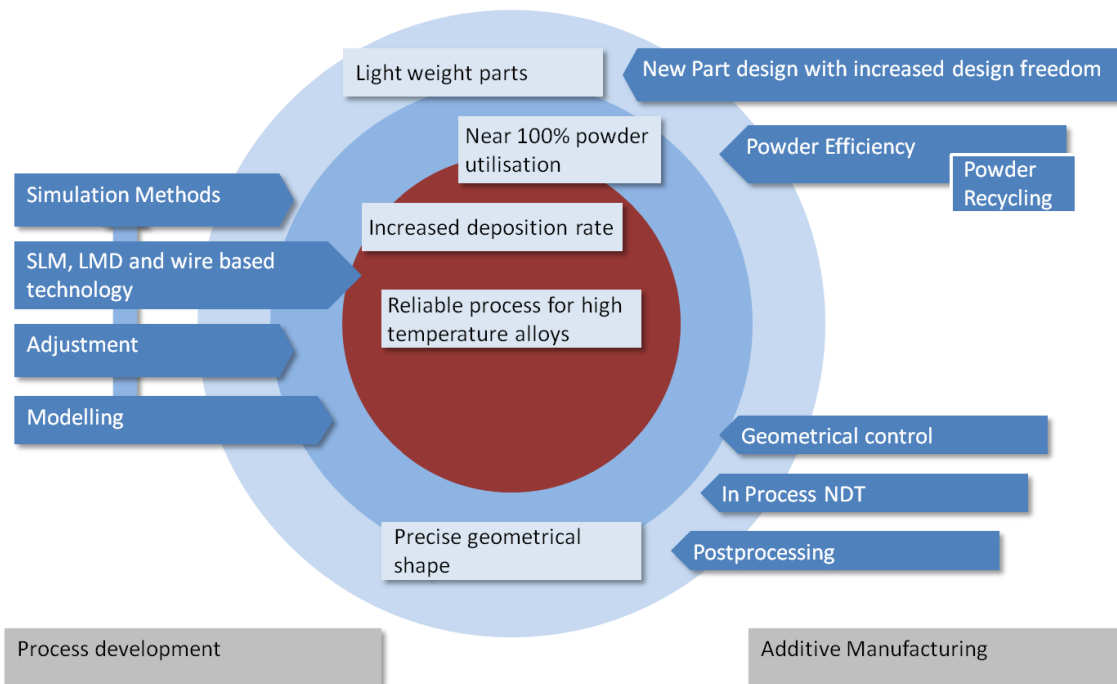 Light weight parts
New Part design with increased design freedom
Near 100% powder
utilisation
Powder Efficiency
Powder
Recycling
Simulation Methods
Increased deposition rate
SLM, LMD and wire based
technology
Reliable process for high
temperature alloys
Adjustment
Modelling
Geometrical control
In Process NDT
Precise geometrical
shape
Postprocessing
Process development
Additive Manufacturing